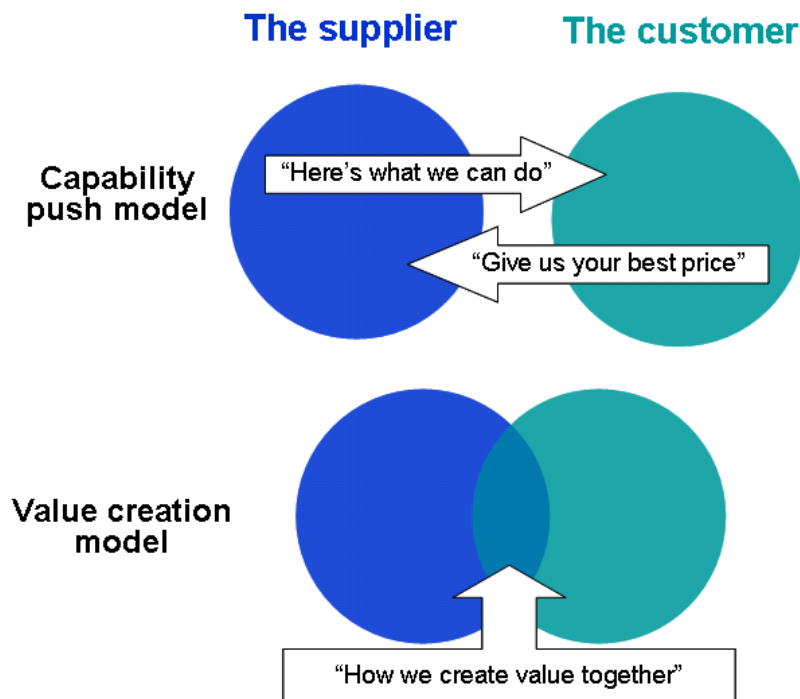 The supplier
The customer
Capability
push model
“Here’s what we can do”
“Give us your best price”
Value creation
model
“How we create value together”